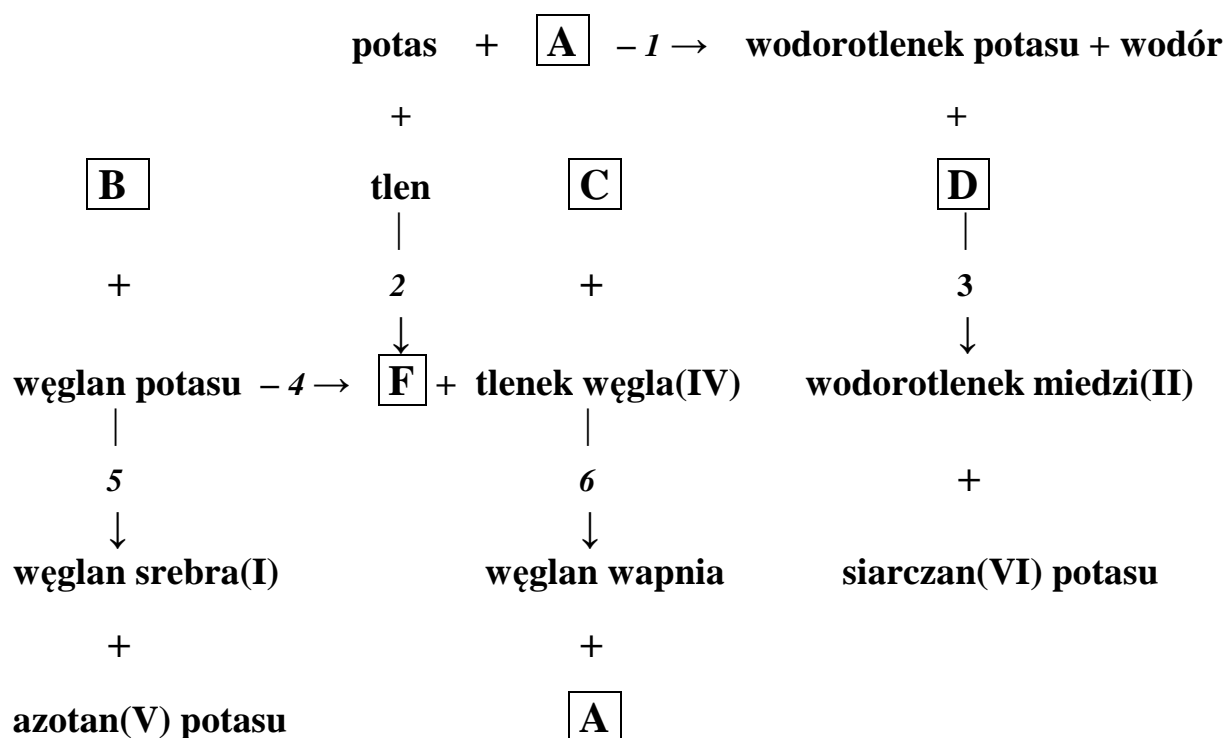 potas + A – 1 → wodorotlenek potasu + wodór
+ +
B tlen C D
| |
+ 2 + 3
↓ ↓
węglan potasu – 4 → F + tlenek węgla(IV) wodorotlenek miedzi(II)
| |
5 6 +
↓ ↓
węglan srebra(I) węglan wapnia siarczan(VI) potasu
+ +
azotan(V) potasu A